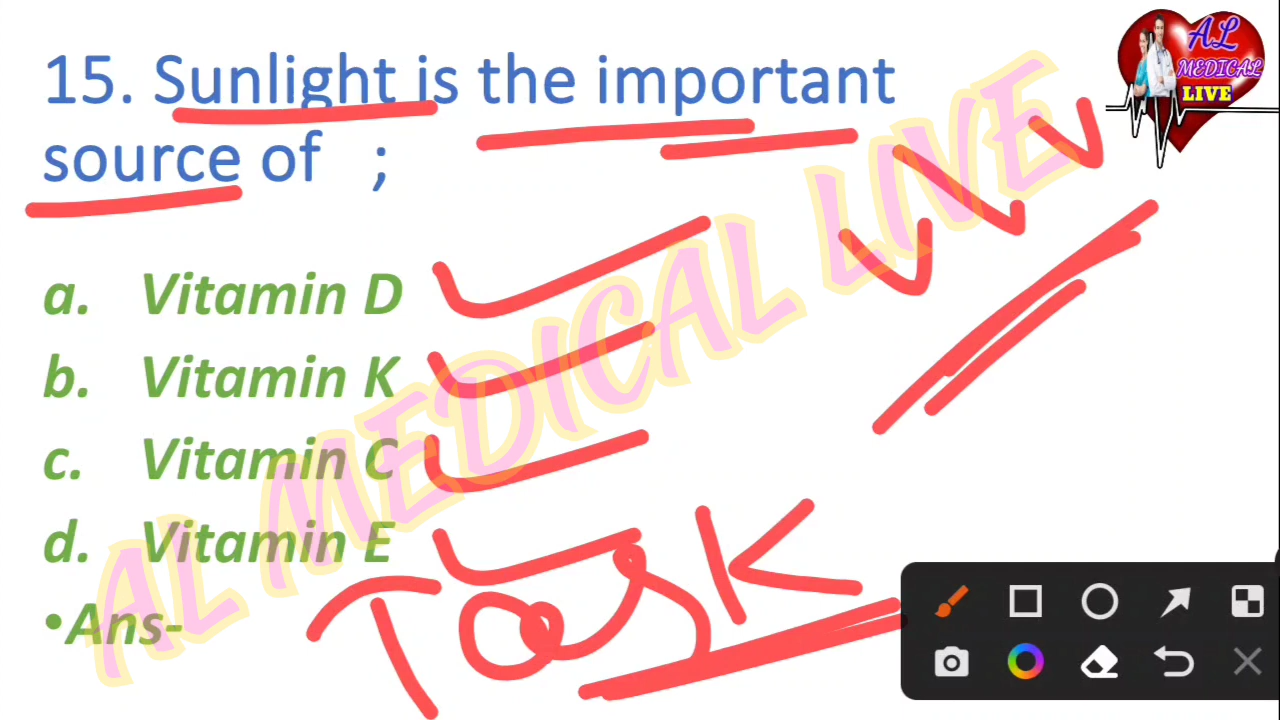 15. Sunlight is the important
source of ;
a. Vitamin D
b. Vitamin K
c. Vitamin C
d. Vitamin E
•Ans-
Task
AL MEDICAL LIVE
AL
MEDICAL
LIVE